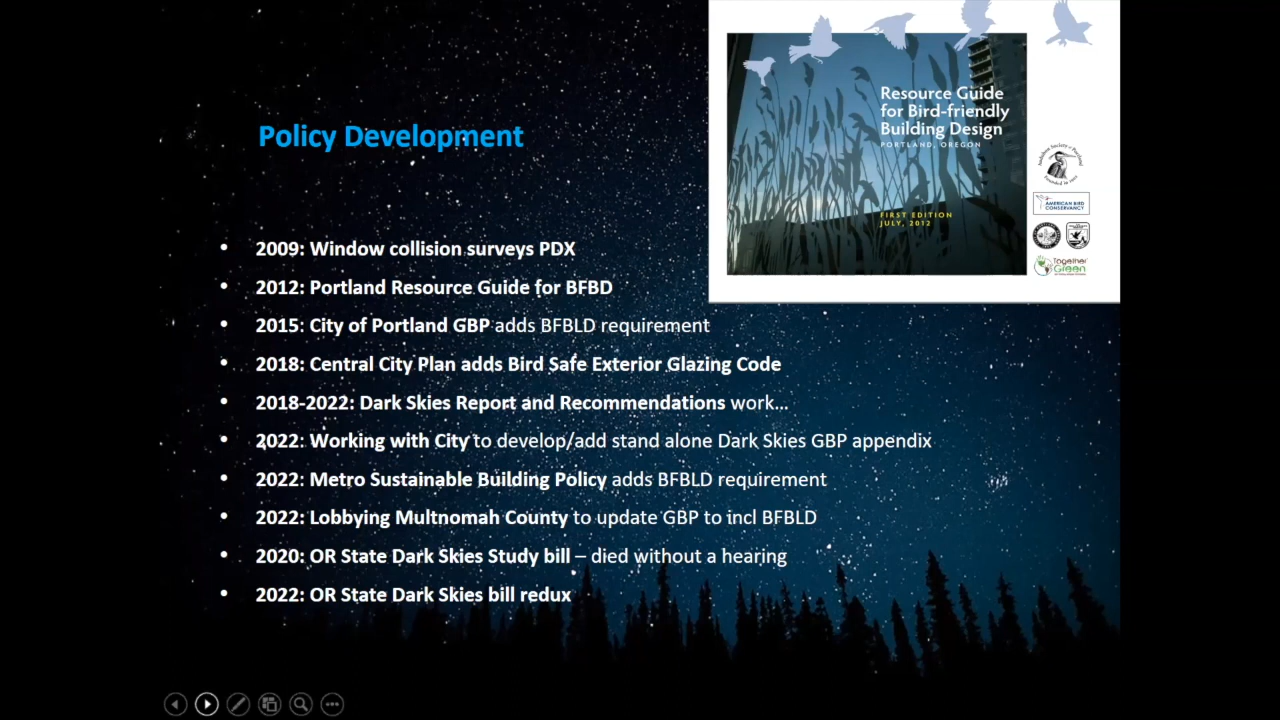 Policy Development
Resource Guide
for Bird-friendly
Building Design
PORTLAND, OREGON
FIRST EDITION
JULY, 2012
Audubon Society of Portland
AMERICAN BIRD
CONSERVANCY
Together
Green
• 2009: Window collision surveys PDX
• 2012: Portland Resource Guide for BFBD
• 2015: City of Portland GBP adds BFBLD requirement
• 2018: Central City Plan adds Bird Safe Exterior Glazing Code
• 2018-2022: Dark Skies Report and Recommendations work…
• 2022: Working with City to develop/add stand alone Dark Skies GBP appendix
• 2022: Metro Sustainable Building Policy adds BFBLD requirement
• 2022: Lobbying Multnomah County to update GBP to incl BFBLD
• 2020: OR State Dark Skies Study bill – died without a hearing
• 2022: OR State Dark Skies bill redux